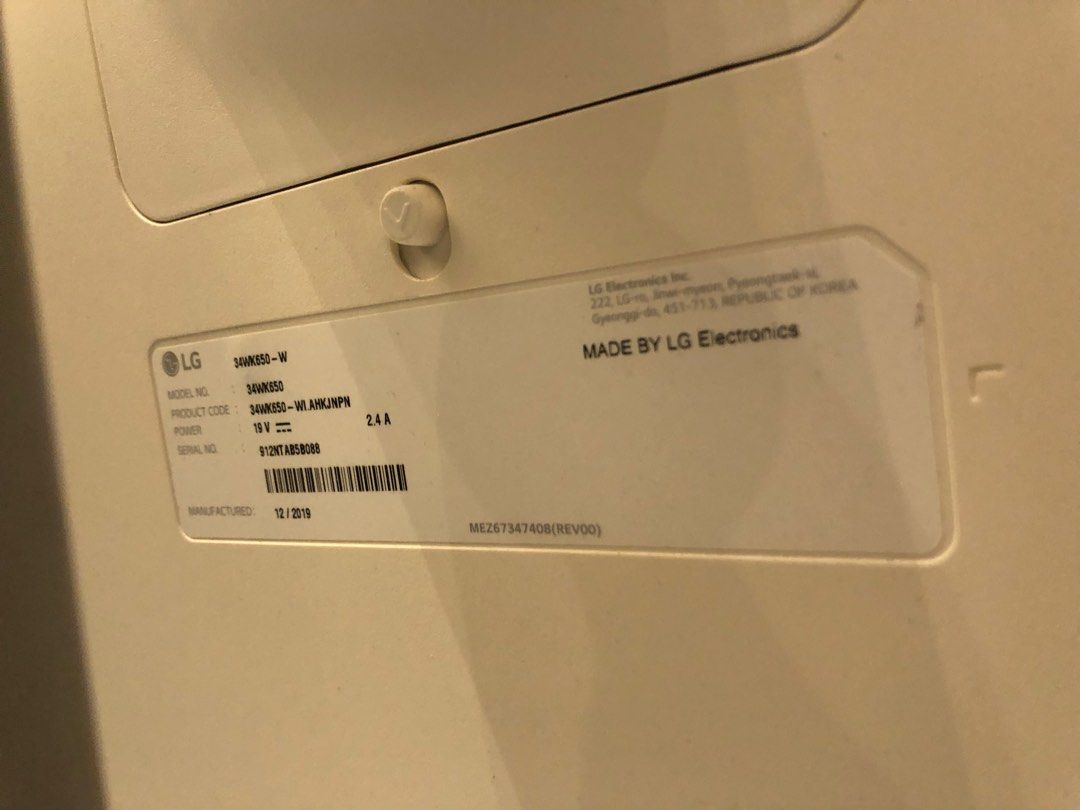 LG Electronics Inc.
222, LG-ro, Jinwi-myeon, Pyeongtaek-si,
Gyeonggi-do, 451-713, REPUBLIC OF KOREA
MADE BY LG Electronics
LG 34WK650-W
MODEL NO. : 34WK650
PRODUCT CODE : 34WK650-WI.AHKJNPN
POWER : 19 V ⎓ 2.4 A
SERIAL NO. : 912NTAB5B088
MANUFACTURED: 12 / 2019
MEZ67347408(REV00)